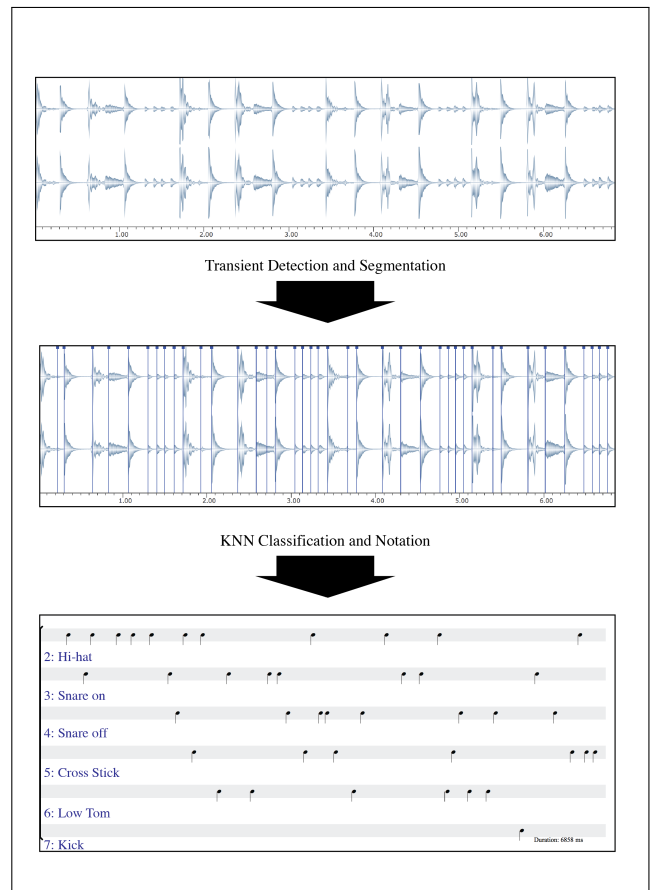 1.00 2.00 3.00 4.00 5.00 6.00
Transient Detection and Segmentation
1.00 2.00 3.00 4.00 5.00 6.00
KNN Classification and Notation
2: Hi-hat
3: Snare on
4: Snare off
5: Cross Stick
6: Low Tom
Duration: 6858 ms
7: Kick